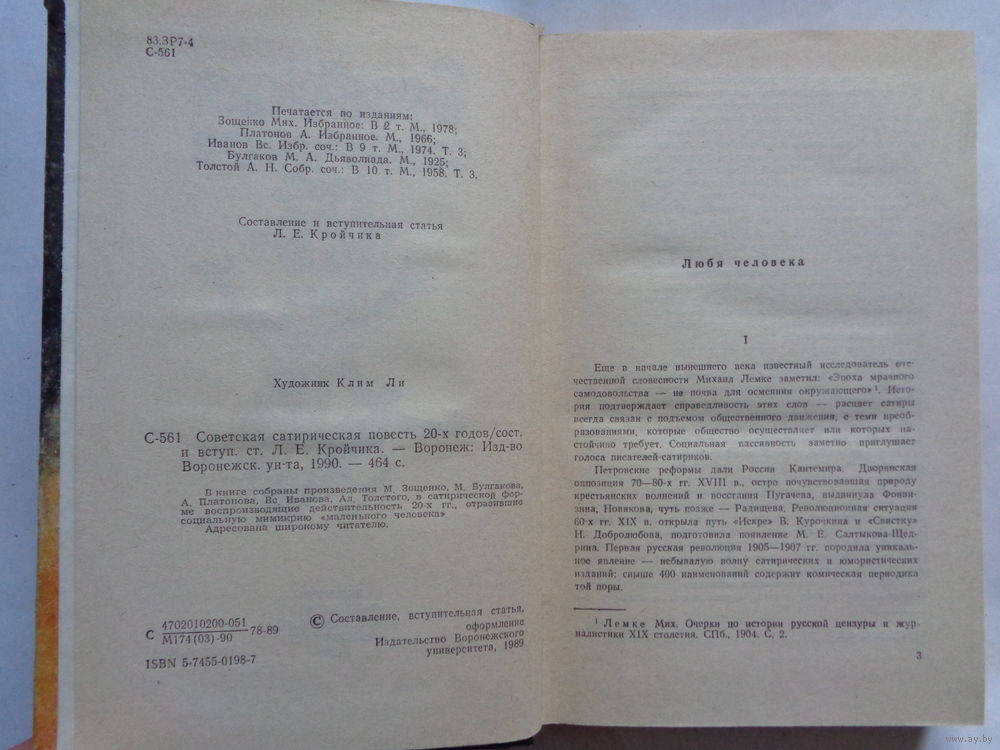 83.3Р7-4
С-561
Печатается по изданиям:
Зощенко Мих. Избранное: В 2 т. М., 1978;
Платонов А. Избранное. М., 1966;
Иванов Вс. Избр. соч.: В 9 т. М., 1974. Т. 3;
Булгаков М. А. Дьяволиада. М., 1925;
Толстой А. Н. Собр. соч.: В 10 т. М., 1958. Т. 3.
Составление и вступительная статья
Л. Е. Кройчика
Художник Клим Ли
С-561 Советская сатирическая повесть 20-х годов/сост.
и вступ. ст. Л. Е. Кройчика. — Воронеж: Изд-во
Воронежск. ун-та, 1990. — 464 с.
В книге собраны произведения М. Зощенко, М. Булгакова,
А. Платонова, Вс. Иванова, Ал. Толстого, в сатирической фор-
ме воспроизводящие действительность 20-х гг., отразившие
социальную мимикрию «маленького человека»
Адресована широкому читателю.
С 4702010200-051
М174(03)-90 78-89
ISBN 5-7455-0198-7
© Составление, вступительная статья,
оформление
Издательство Воронежского
университета, 1989
Любя человека
I
Еще в начале нынешнего века известный исследователь оте-
чественной словесности Михаил Лемке заметил: «Эпоха мрачного
самодовольства — не почва для осмеяния окружающего»¹. Исто-
рия подтверждает справедливость этих слов — расцвет сатиры
всегда связан с подъемом общественного движения, с теми преоб-
разованиями, которые общество осуществляет или которых на-
стойчиво требует. Социальная пассивность заметно приглушает
голоса писателей-сатириков.
Петровские реформы дали России Кантемира. Дворянская
оппозиция 70—80-х гг. XVIII в., остро почувствовавшая природу
крестьянских волнений и восстания Пугачева, выдвинула Фонви-
зина, Новикова, чуть позже — Радищева. Революционная ситуация
60-х гг. XIX в. открыла путь «Искре» В. Курочкина и «Свистку»
Н. Добролюбова, подготовила появление М. Е. Салтыкова-Щед-
рина. Первая русская революция 1905—1907 гг. породила уникаль-
ное явление — небывалую волну сатирических и юмористических
изданий: свыше 400 наименований содержит комическая периодика
той поры.
¹ Лемке Мих. Очерки по истории русской цензуры и жур-
налистики XIX столетия. СПб., 1904. С. 2.
3
www.ay.by